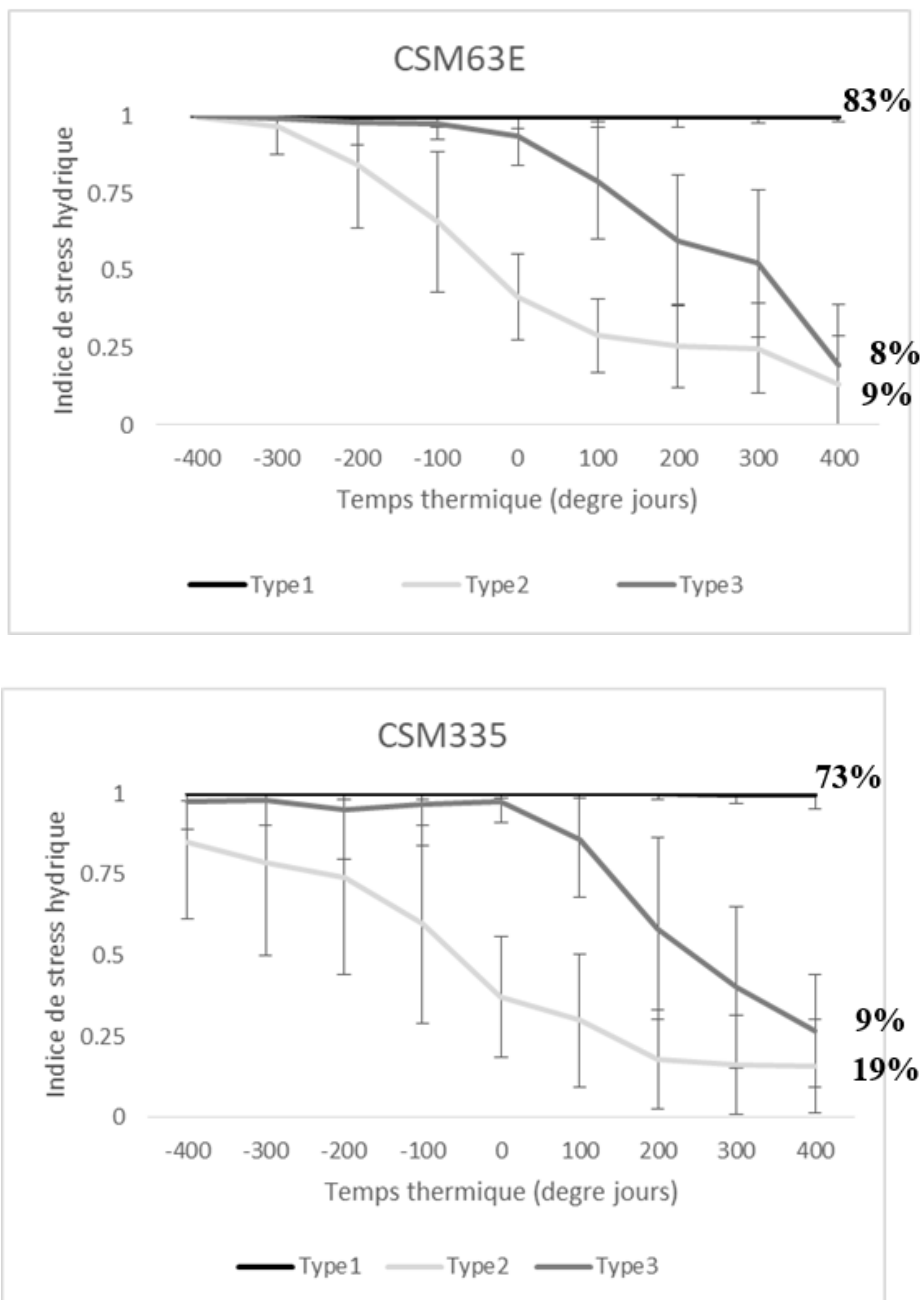 CSM63E
83%
1
0.75
0.5
0.25
0
Indice de stress hydrique
8%
9%
-400 -300 -200 -100 0 100 200 300 400
Temps thermique (degre jours)
Type1 Type2 Type3
CSM335
73%
1
0.75
0.5
0.25
0
Indice de stress hydrique
9%
19%
-400 -300 -200 -100 0 100 200 300 400
Temps thermique (degre jours)
Type1 Type2 Type3